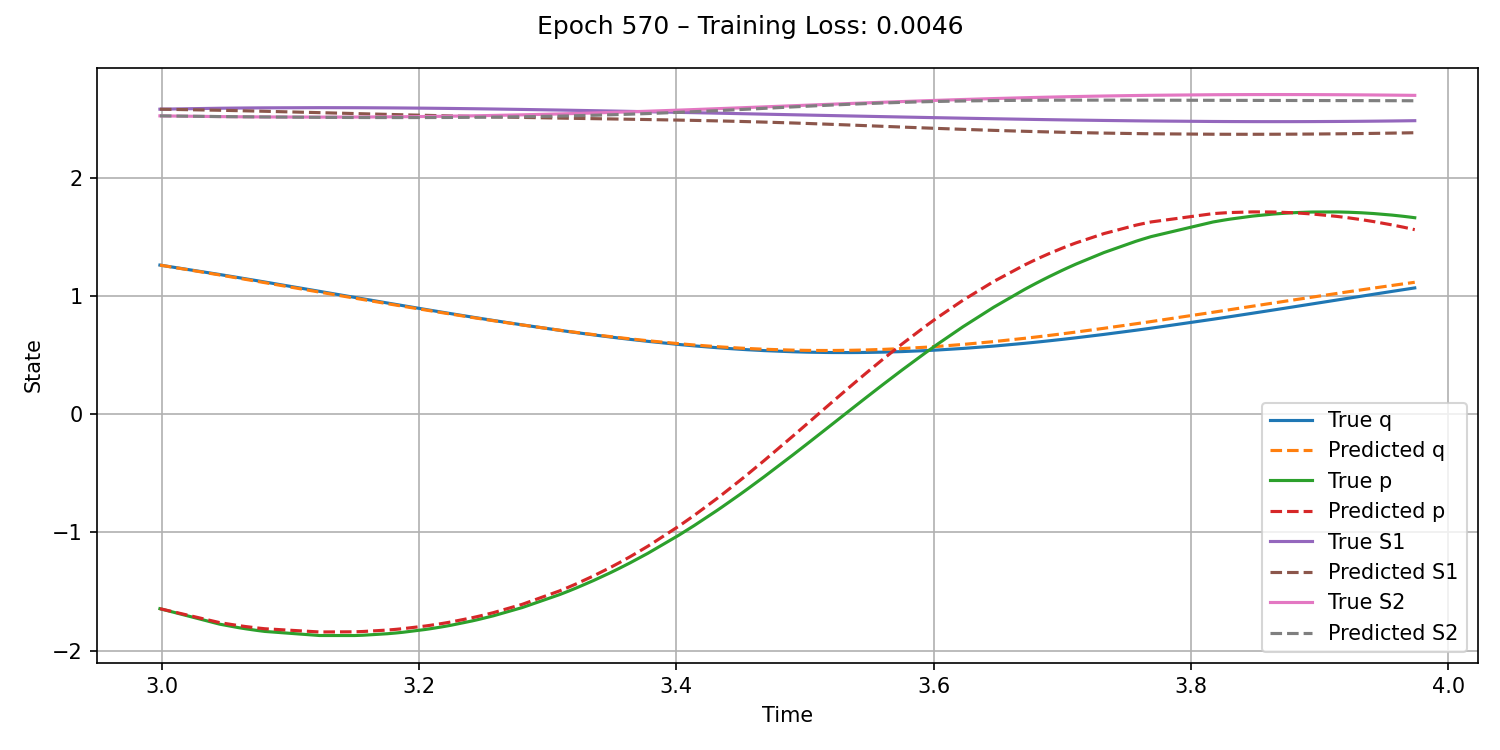 Epoch 570 – Training Loss: 0.0046
State
2
1
0
−1
−2
True q
Predicted q
True p
Predicted p
True S1
Predicted S1
True S2
Predicted S2
3.0 3.2 3.4 3.6 3.8 4.0
Time